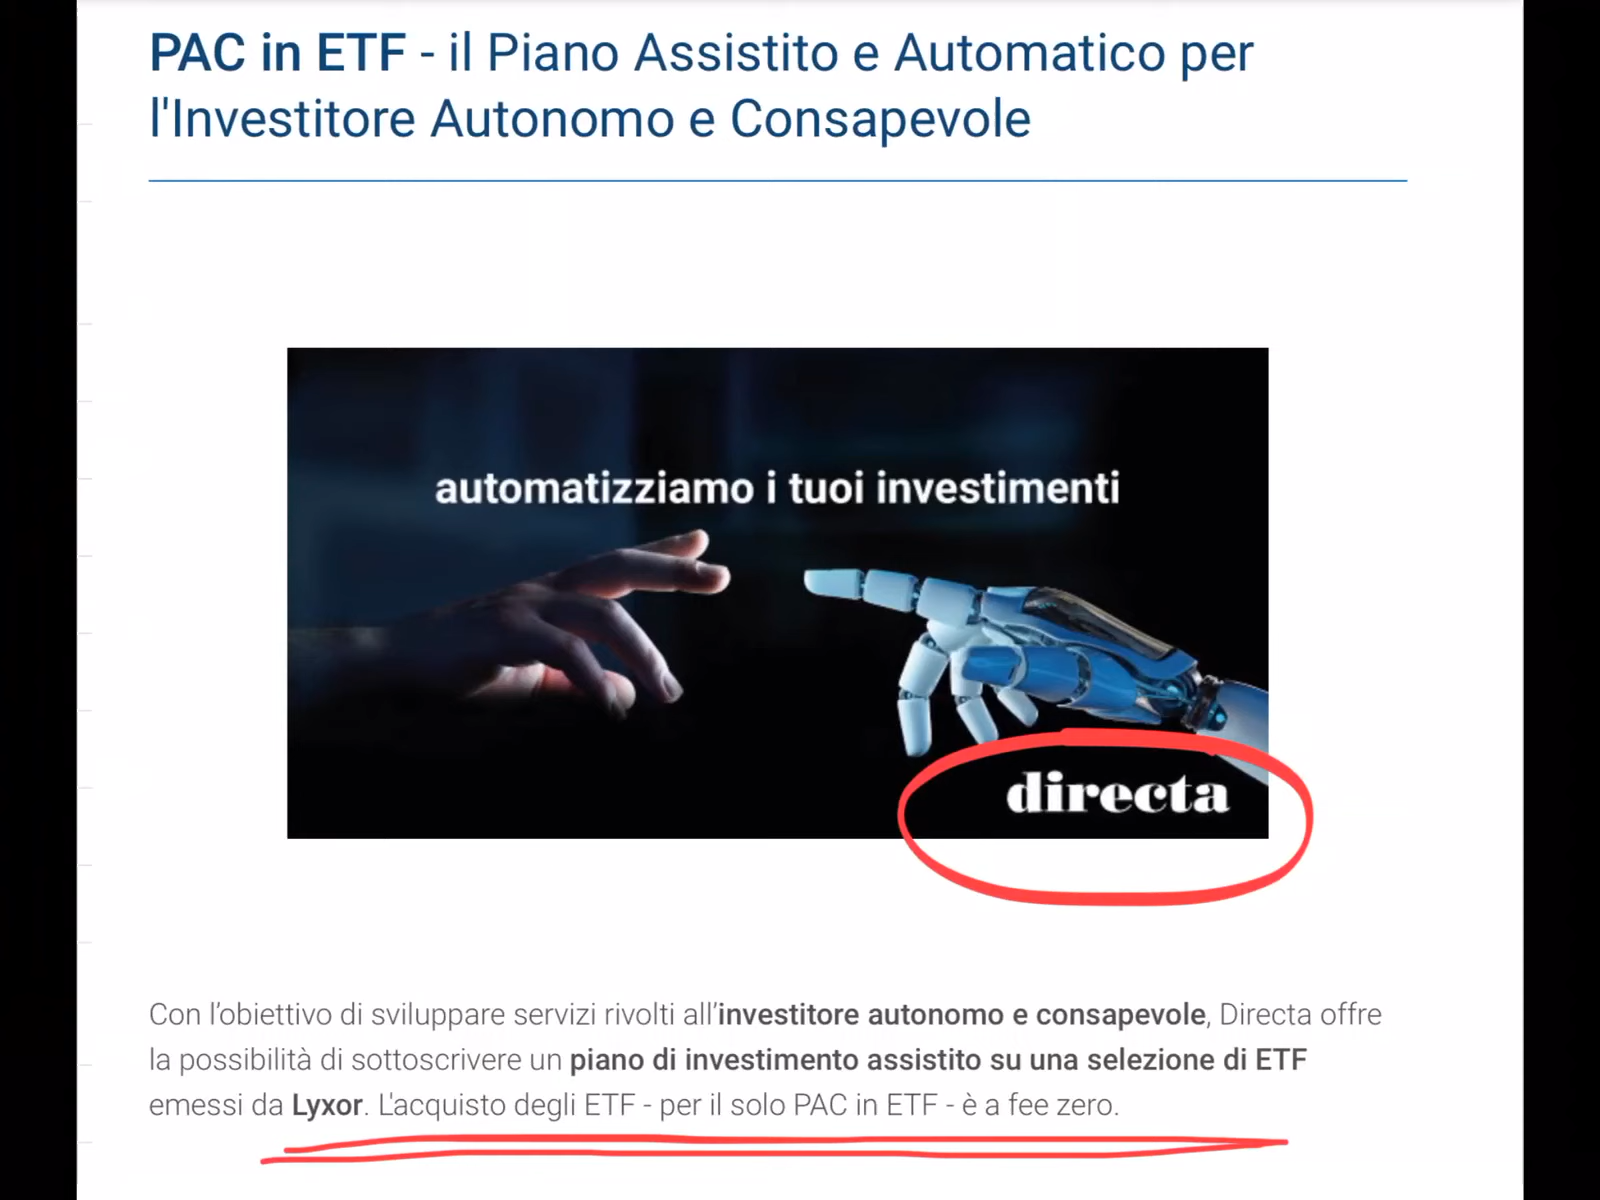 PAC in ETF - il Piano Assistito e Automatico per
l'Investitore Autonomo e Consapevole
automatizziamo i tuoi investimenti
directa
Con l’obiettivo di sviluppare servizi rivolti all’investitore autonomo e consapevole, Directa offre
la possibilità di sottoscrivere un piano di investimento assistito su una selezione di ETF
emessi da Lyxor. L'acquisto degli ETF - per il solo PAC in ETF - è a fee zero.